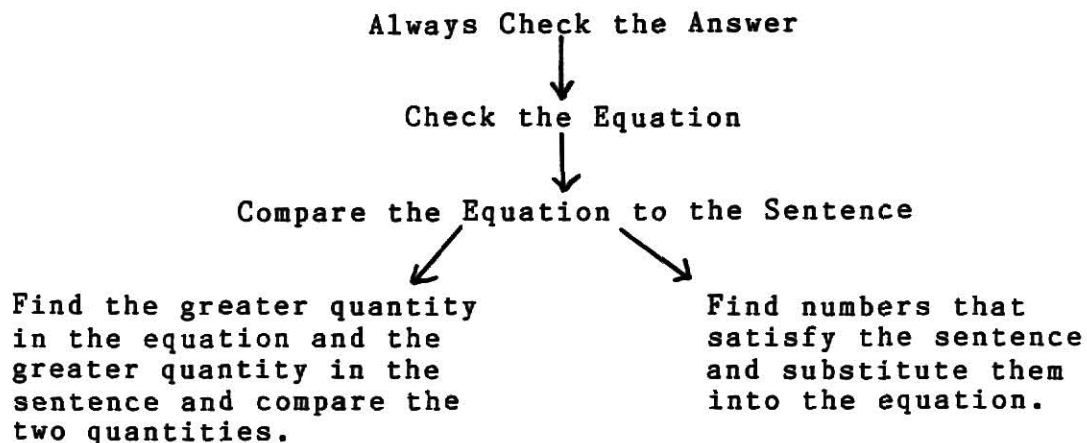 Always Check the Answer
Check the Equation
Compare the Equation to the Sentence
Find the greater quantity
in the equation and the
greater quantity in the
sentence and compare the
two quantities.
Find numbers that
satisfy the sentence
and substitute them
into the equation.